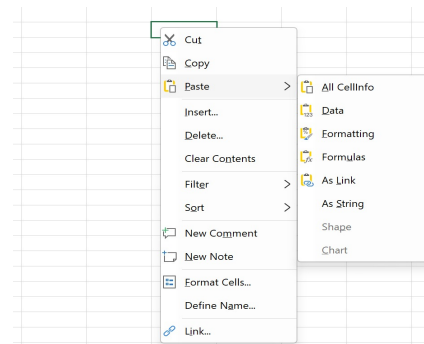 Cut
Copy
Paste
Insert...
Delete...
Clear Contents
Filter
Sort
New Comment
New Note
Format Cells...
Define Name...
Link...
All CellInfo
Data
Formatting
Formulas
As Link
As String
Shape
Chart